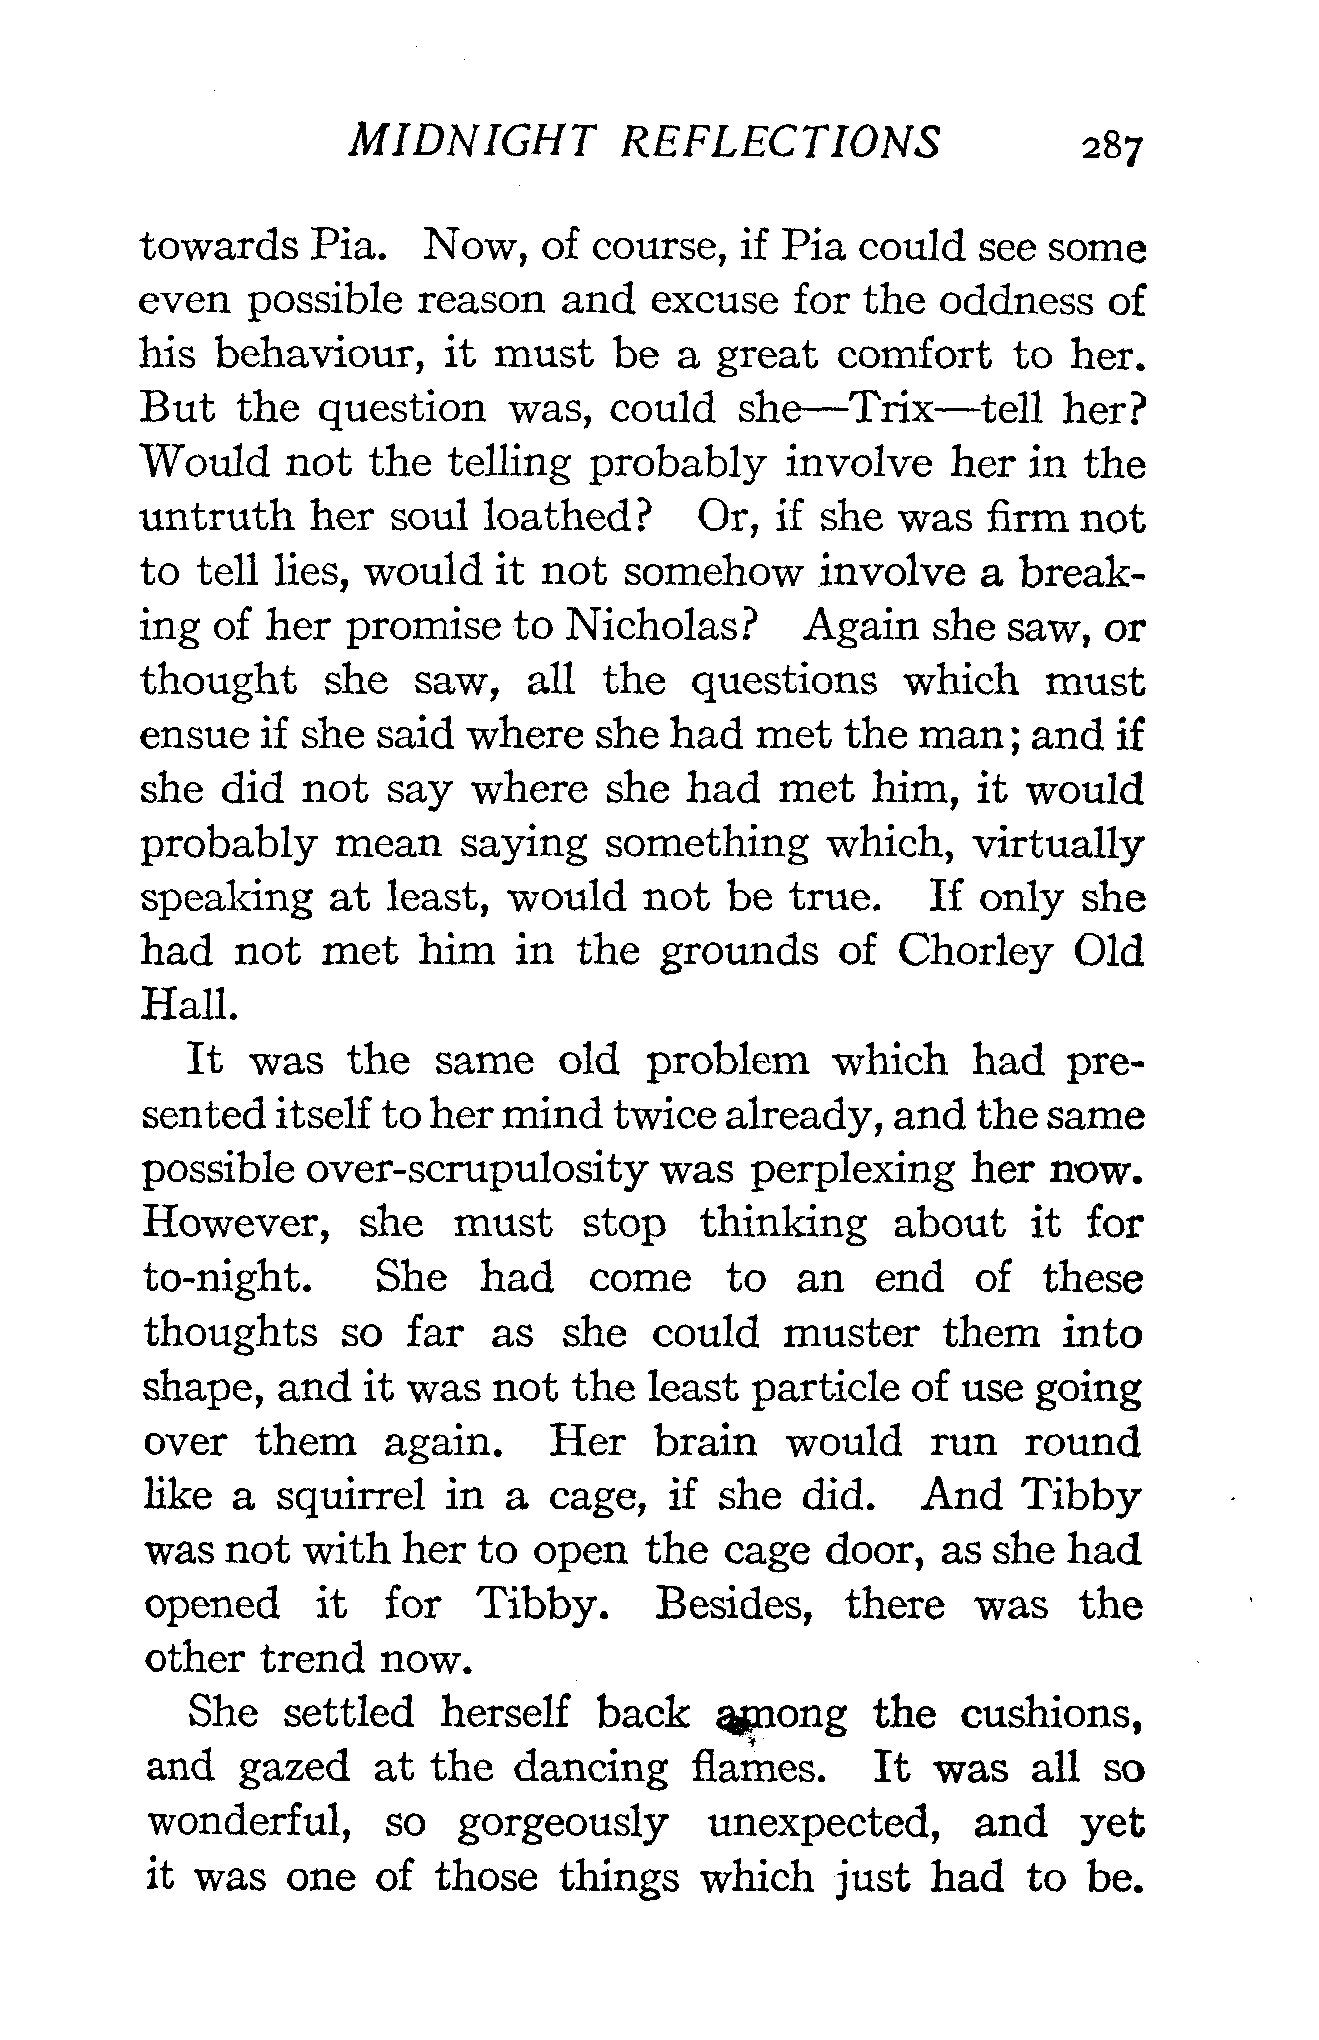 MIDNIGHT REFLECTIONS 287
towards Pia. Now, of course, if Pia could see some
even possible reason and excuse for the oddness of
his behaviour, it must be a great comfort to her.
But the question was, could she—Trix—tell her?
Would not the telling probably involve her in the
untruth her soul loathed? Or, if she was firm not
to tell lies, would it not somehow involve a break-
ing of her promise to Nicholas? Again she saw, or
thought she saw, all the questions which must
ensue if she said where she had met the man; and if
she did not say where she had met him, it would
probably mean saying something which, virtually
speaking at least, would not be true. If only she
had not met him in the grounds of Chorley Old
Hall.
It was the same old problem which had pre-
sented itself to her mind twice already, and the same
possible over-scrupulosity was perplexing her now.
However, she must stop thinking about it for
to-night. She had come to an end of these
thoughts so far as she could muster them into
shape, and it was not the least particle of use going
over them again. Her brain would run round
like a squirrel in a cage, if she did. And Tibby
was not with her to open the cage door, as she had
opened it for Tibby. Besides, there was the
other trend now.
She settled herself back among the cushions,
and gazed at the dancing flames. It was all so
wonderful, so gorgeously unexpected, and yet
it was one of those things which just had to be.